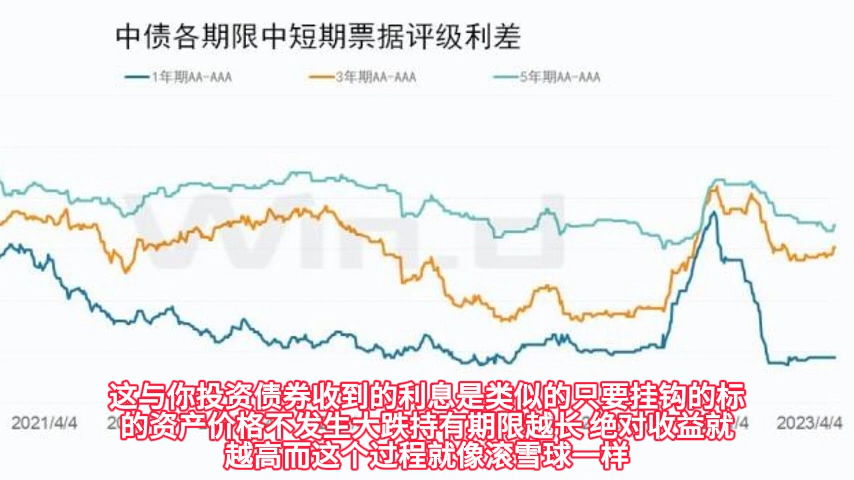 中债各期限中短期票据评级利差
1年期AA-AAA 3年期AA-AAA 5年期AA-AAA
Win.d
这与你投资债券收到的利息是类似的只要挂钩的标
的资产价格不发生大跌持有期限越长 绝对收益就
越高而这个过程就像滚雪球一样
2021/4/4 2023/4/4